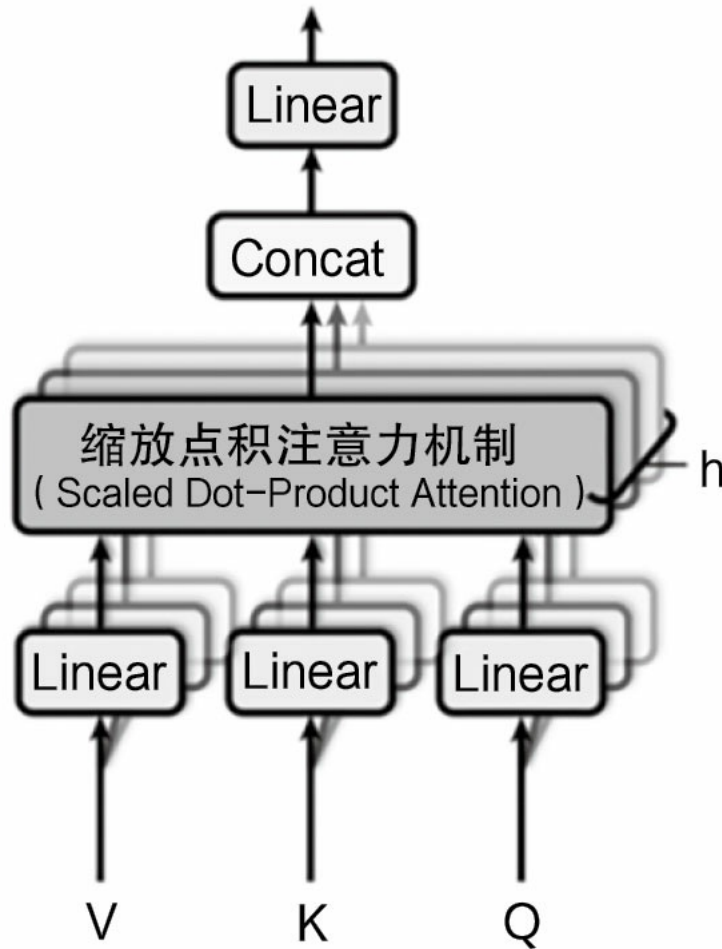 Linear
Concat
缩放点积注意力机制
( Scaled Dot-Product Attention )
h
Linear Linear Linear
V K Q